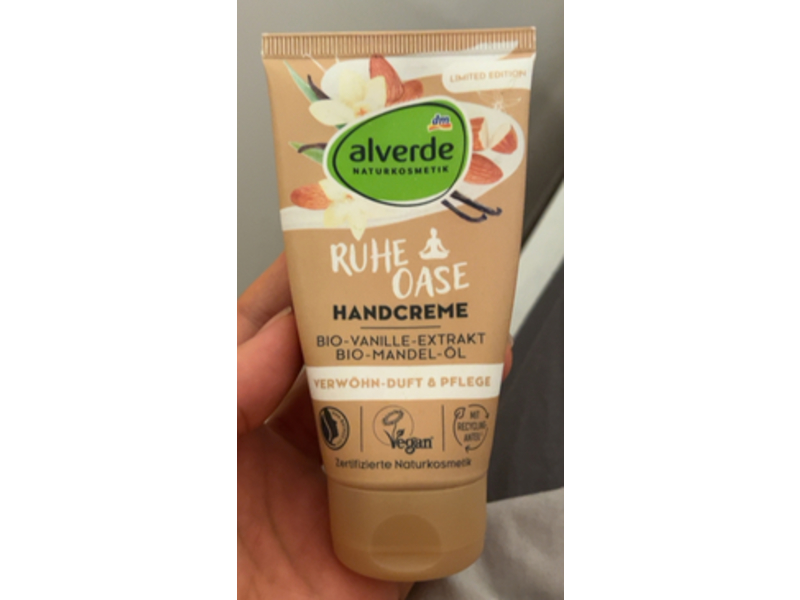 LIMITED EDITION
dm
alverde
NATURKOSMETIK
RUHE
OASE
HANDCREME
BIO-VANILLE-EXTRAKT
BIO-MANDEL-ÖL
VERWÖHN-DUFT & PFLEGE
Vegan
MIT
RECYCLING
ANTEIL
Zertifizierte Naturkosmetik